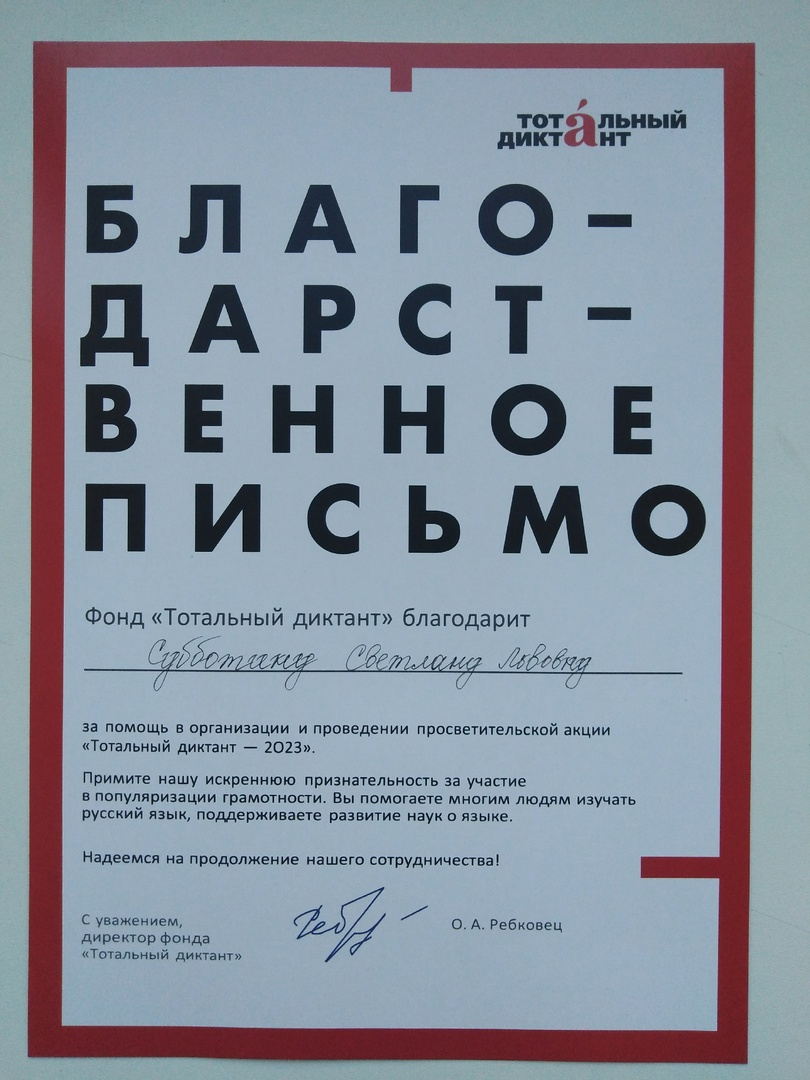 тота́льный
дикта́нт
БЛАГО-
ДАРСТ-
ВЕННОЕ
ПИСЬМО
Фонд «Тотальный диктант» благодарит
Субботину Светлану Львовну
за помощь в организации и проведении просветительской акции
«Тотальный диктант — 2023».
Примите нашу искреннюю признательность за участие
в популяризации грамотности. Вы помогаете многим людям изучать
русский язык, поддерживаете развитие наук о языке.
Надеемся на продолжение нашего сотрудничества!
С уважением,
директор фонда
«Тотальный диктант»
О. А. Ребковец